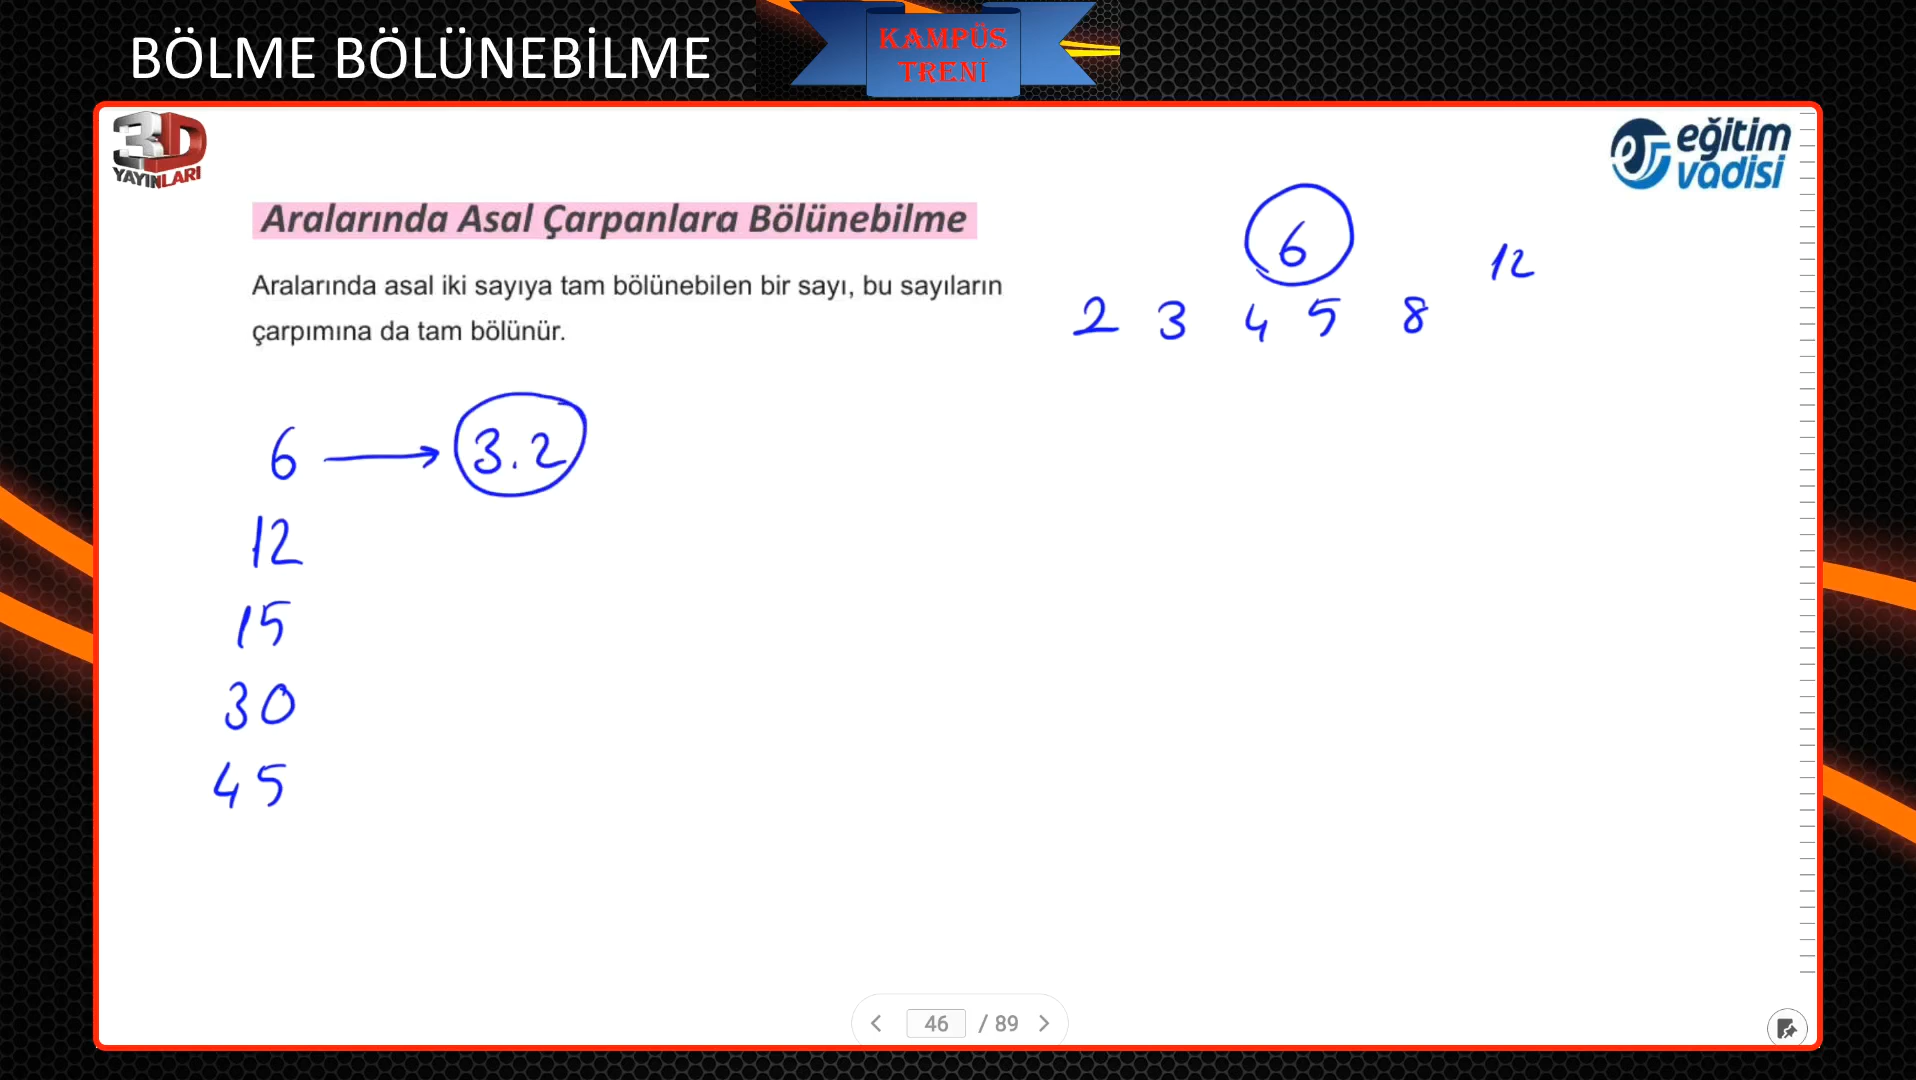 BÖLME BÖLÜNEBİLME
KAMPÜS
TRENİ
3D
YAYINLARI
eğitim
vadisi
Aralarında Asal Çarpanlara Bölünebilme
Aralarında asal iki sayıya tam bölünebilen bir sayı, bu sayıların
çarpımına da tam bölünür.
6
12
2 3 4 5 8
6 → 3.2
12
15
30
45
46 / 89